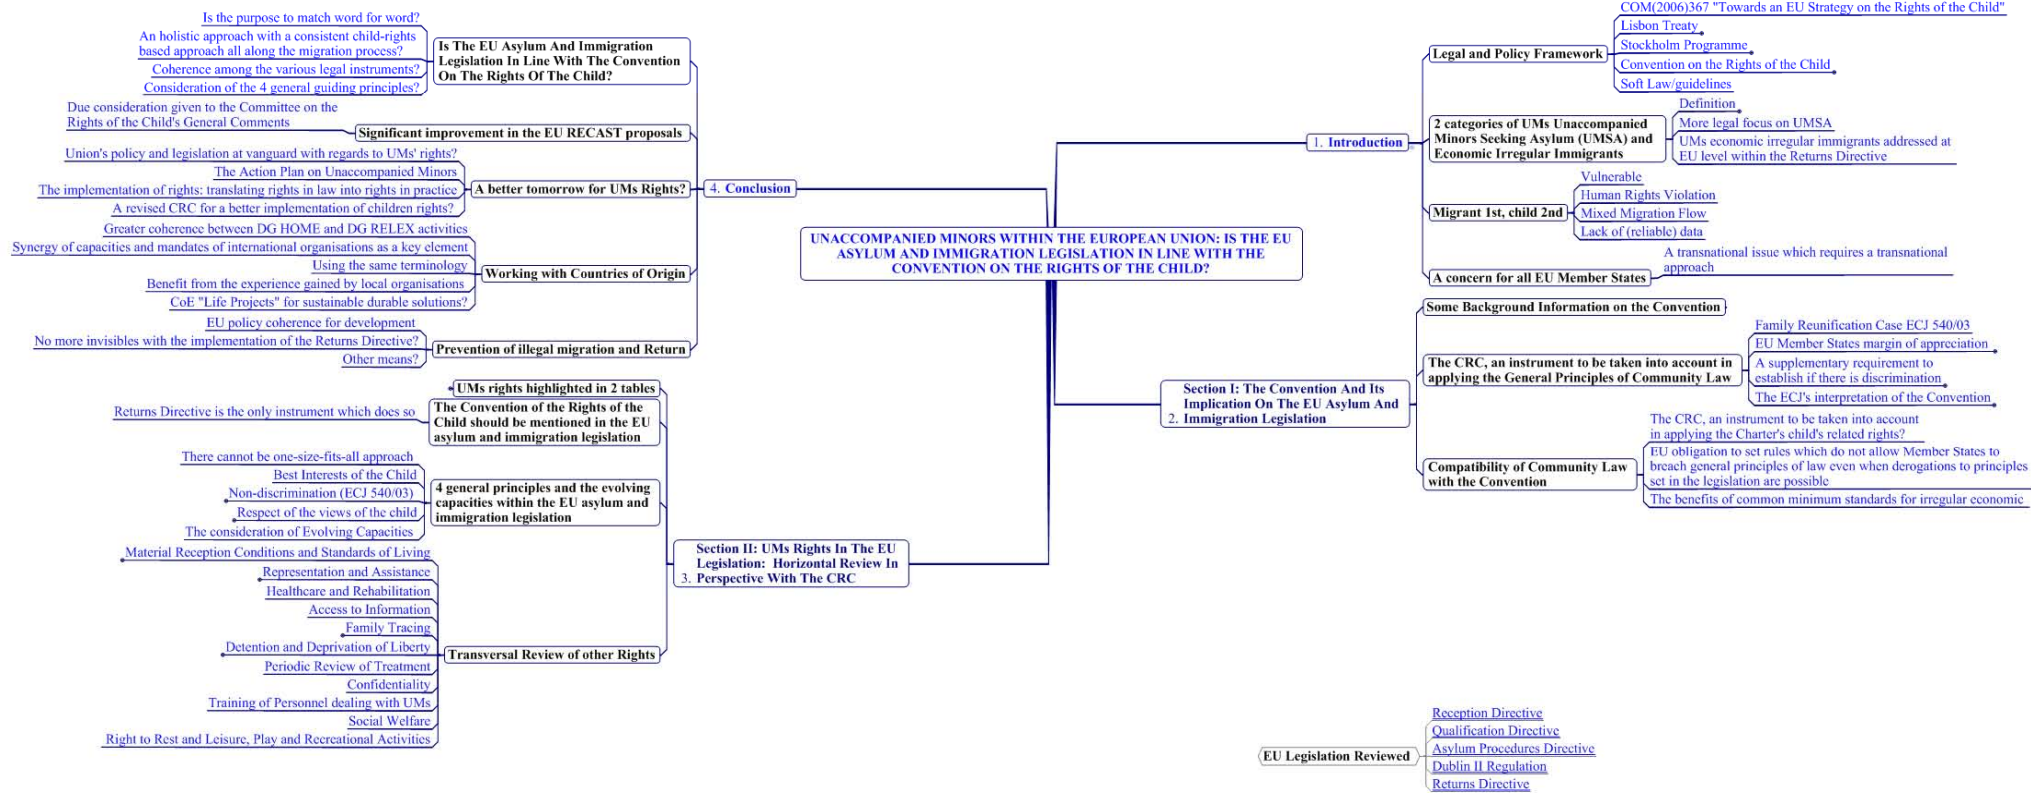 UNACCOMPANIED MINORS WITHIN THE EUROPEAN UNION: IS THE EU
ASYLUM AND IMMIGRATION LEGISLATION IN LINE WITH THE
CONVENTION ON THE RIGHTS OF THE CHILD?
1. Introduction
Legal and Policy Framework
COM(2006)367 "Towards an EU Strategy on the Rights of the Child"
Lisbon Treaty
Stockholm Programme
Convention on the Rights of the Child
Soft Law/guidelines
2 categories of UMs Unaccompanied
Minors Seeking Asylum (UMSA) and
Economic Irregular Immigrants
Definition
More legal focus on UMSA
UMs economic irregular immigrants addressed at
EU level within the Returns Directive
Migrant 1st, child 2nd
Vulnerable
Human Rights Violation
Mixed Migration Flow
Lack of (reliable) data
A concern for all EU Member States
A transnational issue which requires a transnational
approach
Section I: The Convention And Its
Implication On The EU Asylum And
2. Immigration Legislation
Some Background Information on the Convention
The CRC, an instrument to be taken into account in
applying the General Principles of Community Law
Family Reunification Case ECJ 540/03
EU Member States margin of appreciation
A supplementary requirement to
establish if there is discrimination
The ECJ's interpretation of the Convention
Compatibility of Community Law
with the Convention
The CRC, an instrument to be taken into account
in applying the Charter's child's related rights?
EU obligation to set rules which do not allow Member States to
breach general principles of law even when derogations to principles
set in the legislation are possible
The benefits of common minimum standards for irregular economic
Section II: UMs Rights In The EU
Legislation: Horizontal Review In
3. Perspective With The CRC
UMs rights highlighted in 2 tables
The Convention of the Rights of the
Child should be mentioned in the EU
asylum and immigration legislation
Returns Directive is the only instrument which does so
4 general principles and the evolving
capacities within the EU asylum and
immigration legislation
There cannot be one-size-fits-all approach
Best Interests of the Child
Non-discrimination (ECJ 540/03)
Respect of the views of the child
The consideration of Evolving Capacities
Transversal Review of other Rights
Material Reception Conditions and Standards of Living
Representation and Assistance
Healthcare and Rehabilitation
Access to Information
Family Tracing
Detention and Deprivation of Liberty
Periodic Review of Treatment
Confidentiality
Training of Personnel dealing with UMs
Social Welfare
Right to Rest and Leisure, Play and Recreational Activities
4. Conclusion
Is The EU Asylum And Immigration
Legislation In Line With The Convention
On The Rights Of The Child?
Is the purpose to match word for word?
An holistic approach with a consistent child-rights
based approach all along the migration process?
Coherence among the various legal instruments?
Consideration of the 4 general guiding principles?
Significant improvement in the EU RECAST proposals
Due consideration given to the Committee on the
Rights of the Child's General Comments
A better tomorrow for UMs Rights?
Union's policy and legislation at vanguard with regards to UMs' rights?
The Action Plan on Unaccompanied Minors
The implementation of rights: translating rights in law into rights in practice
A revised CRC for a better implementation of children rights?
Working with Countries of Origin
Greater coherence between DG HOME and DG RELEX activities
Synergy of capacities and mandates of international organisations as a key element
Using the same terminology
Benefit from the experience gained by local organisations
CoE "Life Projects" for sustainable durable solutions?
Prevention of illegal migration and Return
EU policy coherence for development
No more invisibles with the implementation of the Returns Directive?
Other means?
EU Legislation Reviewed
Reception Directive
Qualification Directive
Asylum Procedures Directive
Dublin II Regulation
Returns Directive